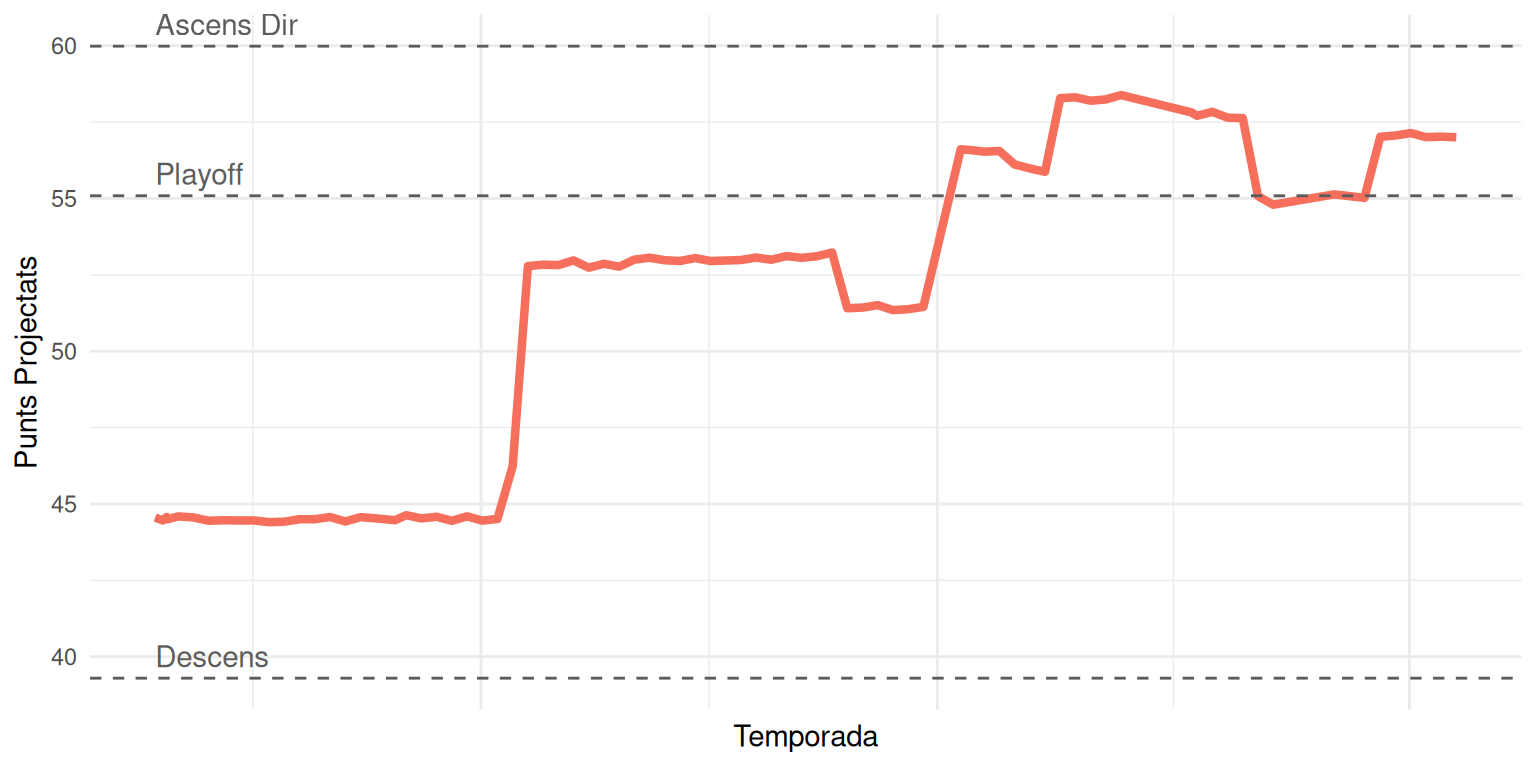 Ascens Dir
60
Playoff
55
50
45
Descens
40
Punts Projectats
Temporada